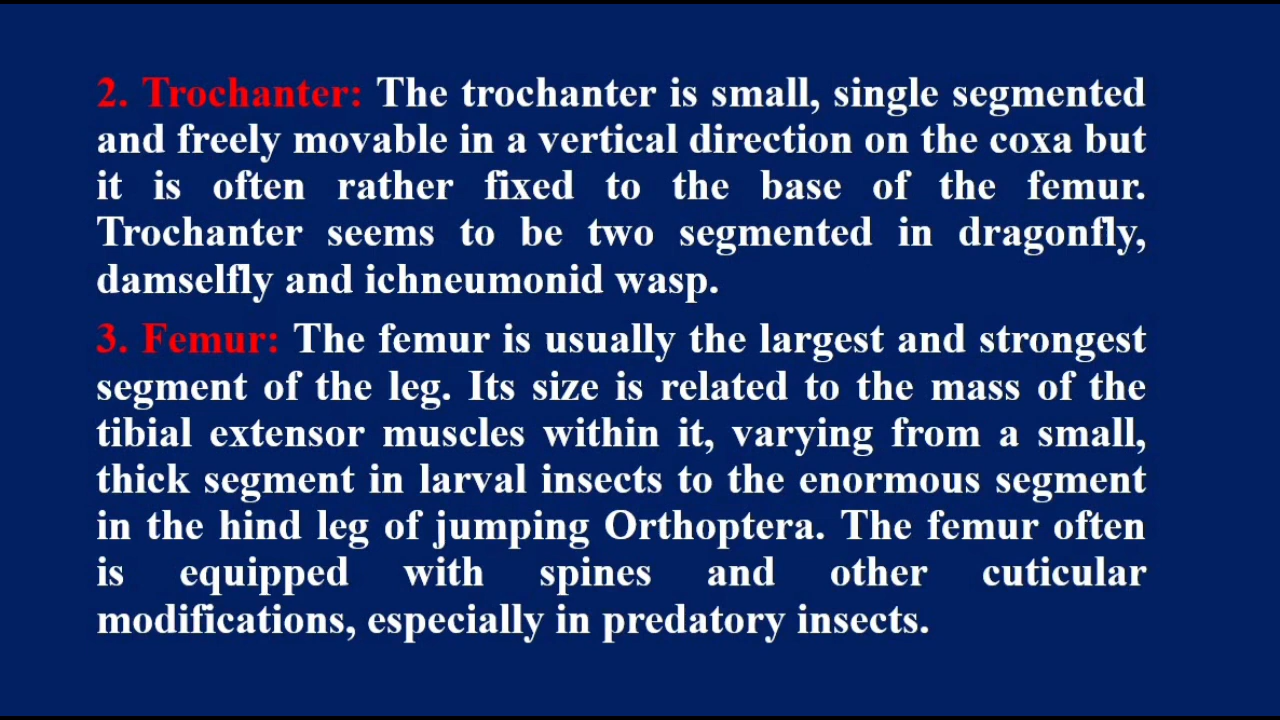 2. Trochanter: The trochanter is small, single segmented
and freely movable in a vertical direction on the coxa but
it is often rather fixed to the base of the femur.
Trochanter seems to be two segmented in dragonfly,
damselfly and ichneumonid wasp.
3. Femur: The femur is usually the largest and strongest
segment of the leg. Its size is related to the mass of the
tibial extensor muscles within it, varying from a small,
thick segment in larval insects to the enormous segment
in the hind leg of jumping Orthoptera. The femur often
is equipped with spines and other cuticular
modifications, especially in predatory insects.